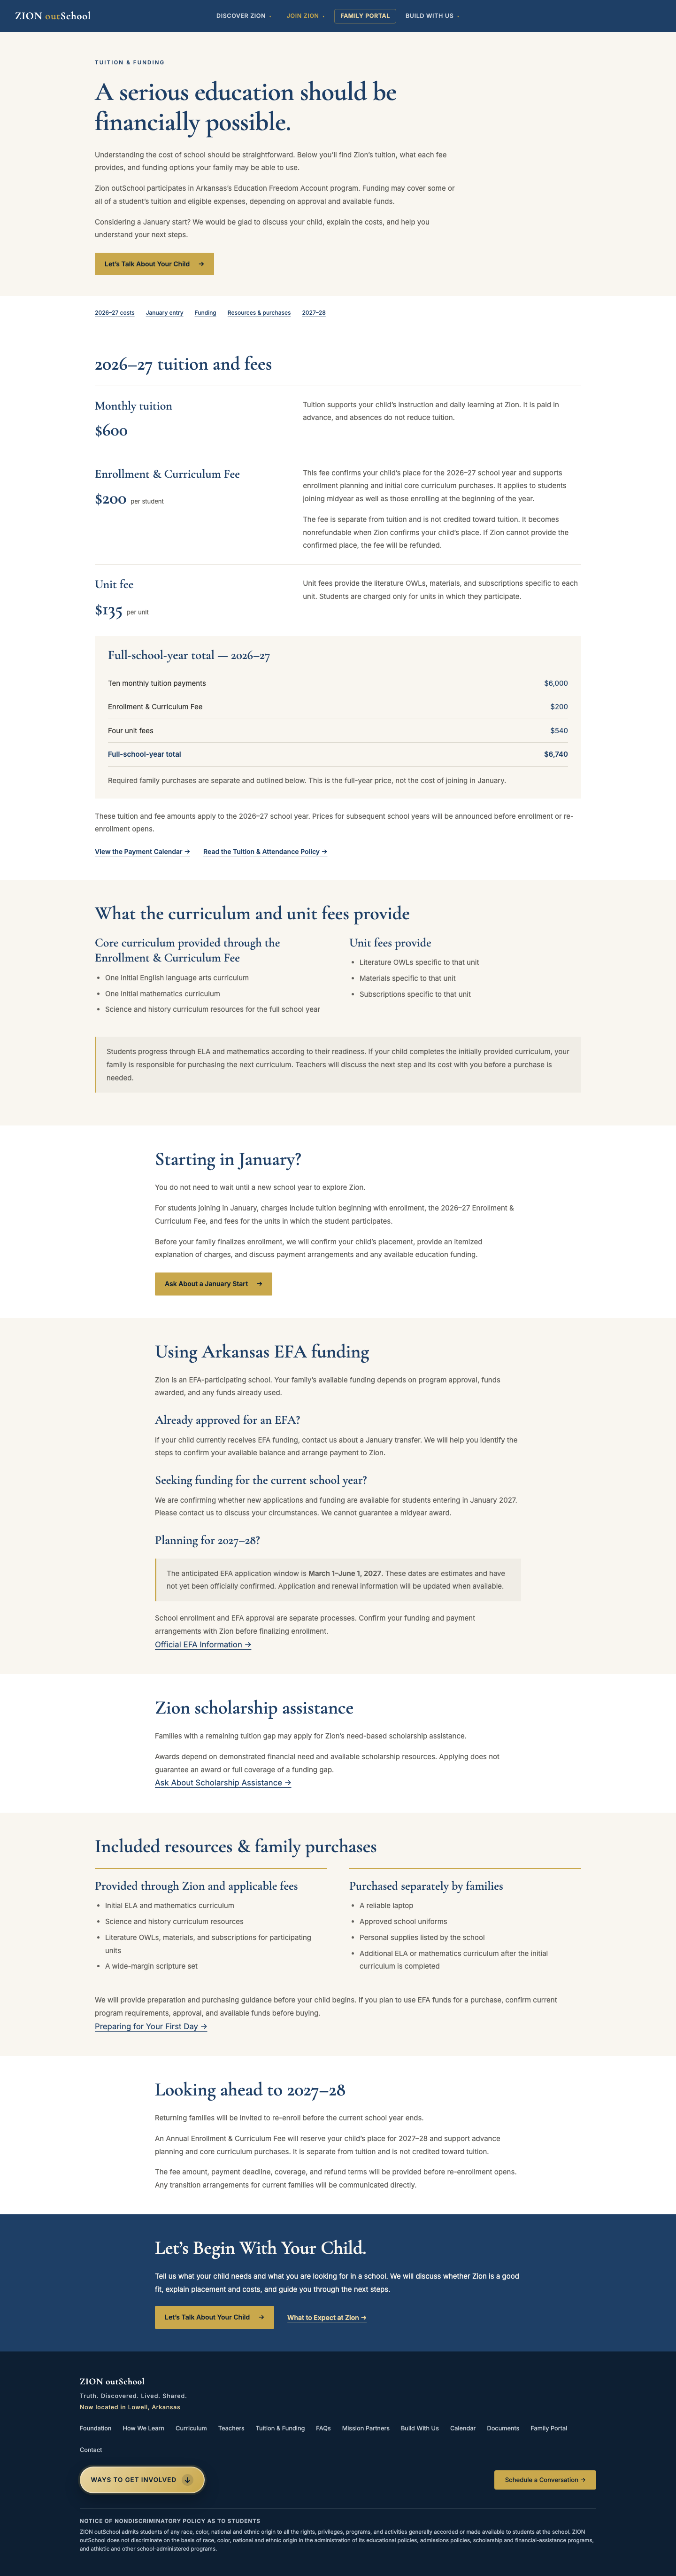 ZION outSchool
DISCOVER ZION
JOIN ZION
FAMILY PORTAL
BUILD WITH US
TUITION & FUNDING
A serious education should be
financially possible.
Understanding the cost of school should be straightforward. Below you'll find Zion's tuition, what each fee
provides, and funding options your family may be able to use.
Zion outSchool participates in Arkansas's Education Freedom Account program. Funding may cover some or
all of a student's tuition and eligible expenses, depending on approval and available funds.
Considering a January start? We would be glad to discuss your child, explain the costs, and help you
understand your next steps.
Let's Talk About Your Child →
2026–27 costs
January entry
Funding
Resources & purchases
2027–28
2026–27 tuition and fees
Monthly tuition
$600
Tuition supports your child's instruction and daily learning at Zion. It is paid in
advance, and absences do not reduce tuition.
Enrollment & Curriculum Fee
$200 per student
This fee confirms your child's place for the 2026–27 school year and supports
enrollment planning and initial core curriculum purchases. It applies to students
joining midyear as well as those enrolling at the beginning of the year.
The fee is separate from tuition and is not credited toward tuition. It becomes
nonrefundable when Zion confirms your child's place. If Zion cannot provide the
confirmed place, the fee will be refunded.
Unit fee
$135 per unit
Unit fees provide the literature OWLs, materials, and subscriptions specific to each
unit. Students are charged only for units in which they participate.
Full-school-year total — 2026–27
Ten monthly tuition payments $6,000
Enrollment & Curriculum Fee $200
Four unit fees $540
Full-school-year total $6,740
Required family purchases are separate and outlined below. This is the full-year price, not the cost of joining in January.
These tuition and fee amounts apply to the 2026–27 school year. Prices for subsequent school years will be announced before enrollment or re-
enrollment opens.
View the Payment Calendar →
Read the Tuition & Attendance Policy →
What the curriculum and unit fees provide
Core curriculum provided through the
Enrollment & Curriculum Fee
• One initial English language arts curriculum
• One initial mathematics curriculum
• Science and history curriculum resources for the full school year
Unit fees provide
• Literature OWLs specific to that unit
• Materials specific to that unit
• Subscriptions specific to that unit
Students progress through ELA and mathematics according to their readiness. If your child completes the initially provided curriculum, your
family is responsible for purchasing the next curriculum. Teachers will discuss the next step and its cost with you before a purchase is
needed.
Starting in January?
You do not need to wait until a new school year to explore Zion.
For students joining in January, charges include tuition beginning with enrollment, the 2026–27 Enrollment &
Curriculum Fee, and fees for the units in which the student participates.
Before your family finalizes enrollment, we will confirm your child's placement, provide an itemized
explanation of charges, and discuss payment arrangements and any available education funding.
Ask About a January Start →
Using Arkansas EFA funding
Zion is an EFA-participating school. Your family's available funding depends on program approval, funds
awarded, and any funds already used.
Already approved for an EFA?
If your child currently receives EFA funding, contact us about a January transfer. We will help you identify the
steps to confirm your available balance and arrange payment to Zion.
Seeking funding for the current school year?
We are confirming whether new applications and funding are available for students entering in January 2027.
Please contact us to discuss your circumstances. We cannot guarantee a midyear award.
Planning for 2027–28?
The anticipated EFA application window is March 1–June 1, 2027. These dates are estimates and have
not yet been officially confirmed. Application and renewal information will be updated when available.
School enrollment and EFA approval are separate processes. Confirm your funding and payment
arrangements with Zion before finalizing enrollment.
Official EFA Information →
Zion scholarship assistance
Families with a remaining tuition gap may apply for Zion's need-based scholarship assistance.
Awards depend on demonstrated financial need and available scholarship resources. Applying does not
guarantee an award or full coverage of a funding gap.
Ask About Scholarship Assistance →
Included resources & family purchases
Provided through Zion and applicable fees
• Initial ELA and mathematics curriculum
• Science and history curriculum resources
• Literature OWLs, materials, and subscriptions for participating
units
• A wide-margin scripture set
Purchased separately by families
• A reliable laptop
• Approved school uniforms
• Personal supplies listed by the school
• Additional ELA or mathematics curriculum after the initial
curriculum is completed
We will provide preparation and purchasing guidance before your child begins. If you plan to use EFA funds for a purchase, confirm current
program requirements, approval, and available funds before buying.
Preparing for Your First Day →
Looking ahead to 2027–28
Returning families will be invited to re-enroll before the current school year ends.
An Annual Enrollment & Curriculum Fee will reserve your child's place for 2027–28 and support advance
planning and core curriculum purchases. It is separate from tuition and is not credited toward tuition.
The fee amount, payment deadline, coverage, and refund terms will be provided before re-enrollment opens.
Any transition arrangements for current families will be communicated directly.
Let's Begin With Your Child.
Tell us what your child needs and what you are looking for in a school. We will discuss whether Zion is a good
fit, explain placement and costs, and guide you through the next steps.
Let's Talk About Your Child →
What to Expect at Zion →
ZION outSchool
Truth. Discovered. Lived. Shared.
Now located in Lowell, Arkansas
Foundation
How We Learn
Curriculum
Teachers
Tuition & Funding
FAQs
Mission Partners
Build With Us
Calendar
Documents
Family Portal
Contact
WAYS TO GET INVOLVED ↓
Schedule a Conversation →
NOTICE OF NONDISCRIMINATORY POLICY AS TO STUDENTS
ZION outSchool admits students of any race, color, national and ethnic origin to all the rights, privileges, programs, and activities generally accorded or made available to students at the school. ZION
outSchool does not discriminate on the basis of race, color, national and ethnic origin in the administration of its educational policies, admissions policies, scholarship and financial-assistance programs,
and athletic and other school-administered programs.